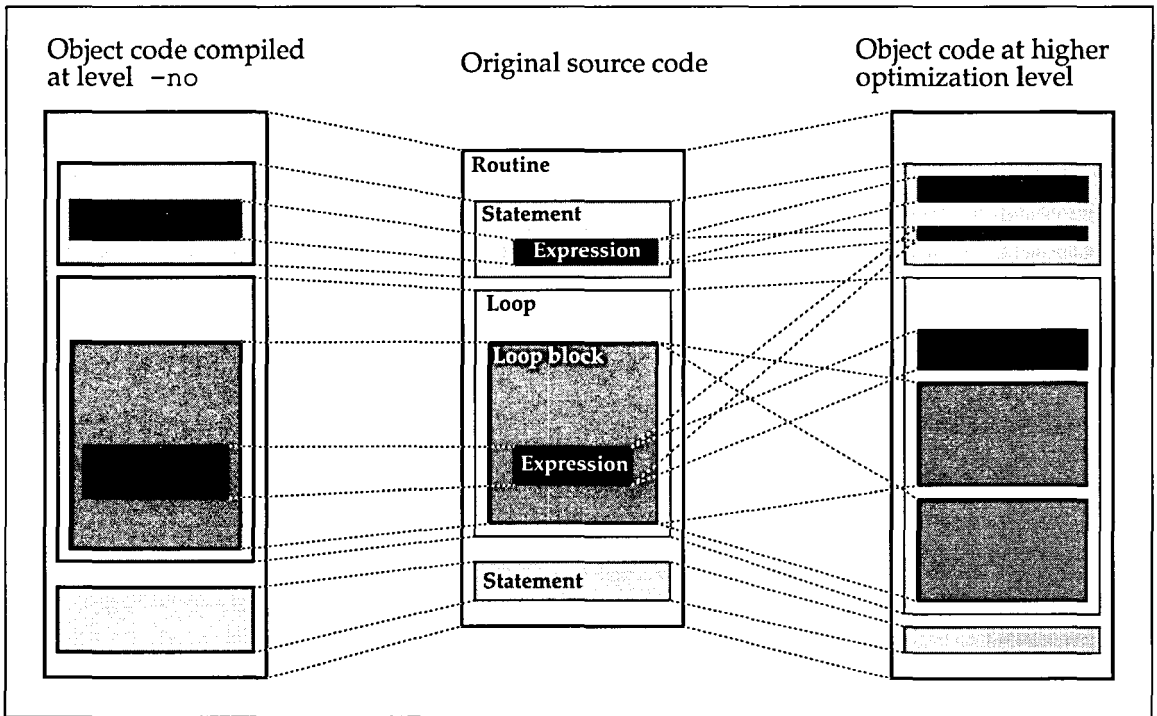 Object code compiled
at level -no
Original source code
Object code at higher
optimization level
Routine
Statement
Expression
Loop
Loop block
Expression
Statement